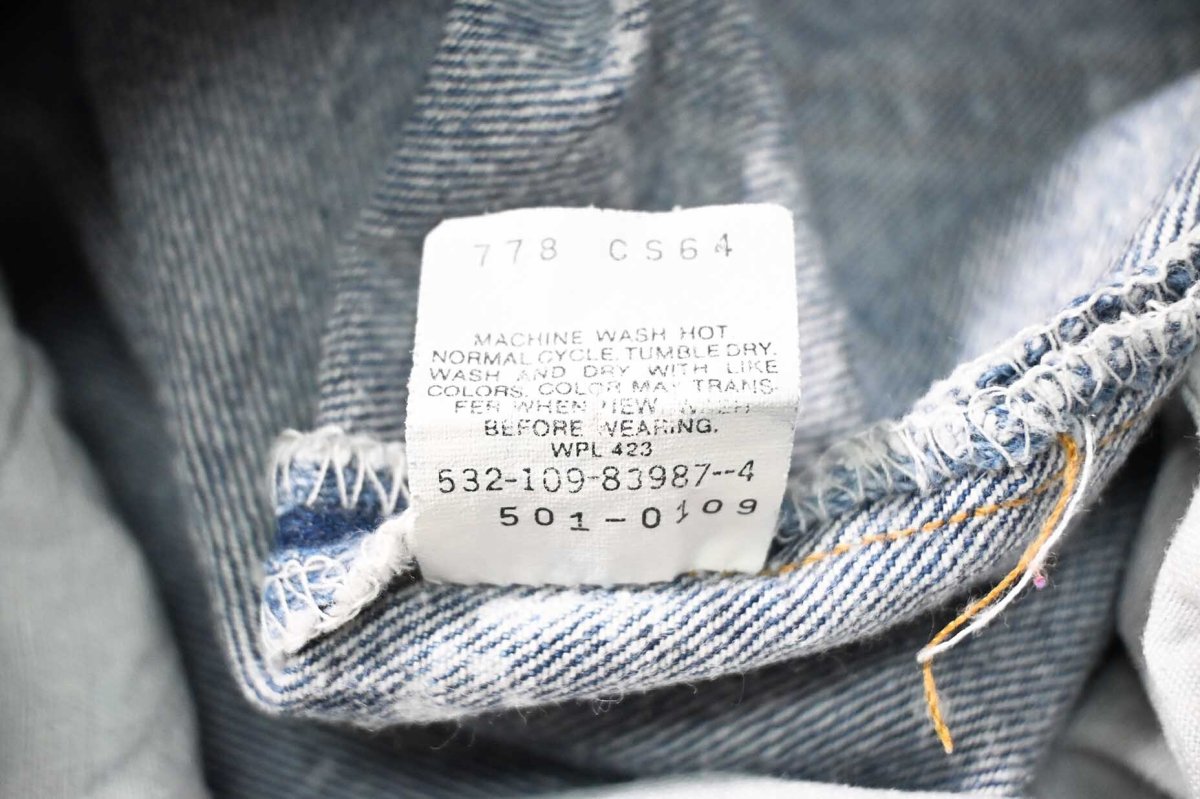 778 CS64
MACHINE WASH HOT
NORMAL CYCLE. TUMBLE DRY.
WASH AND DRY WITH LIKE
COLORS. COLOR MAY TRANS-
FER WHEN NEW. WASH
BEFORE WEARING.
WPL 423
532-109-83987--4
501-0109